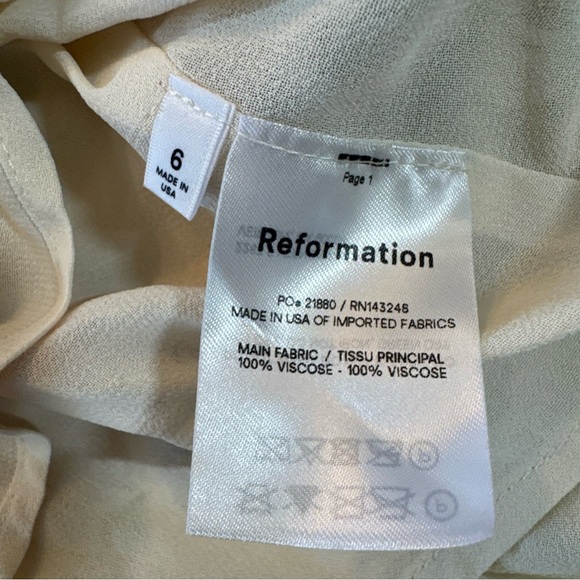 6
MADE IN
USA
Page 1
Reformation
PO# 21880 / RN143246
MADE IN USA OF IMPORTED FABRICS
MAIN FABRIC / TISSU PRINCIPAL
100% VISCOSE - 100% VISCOSE